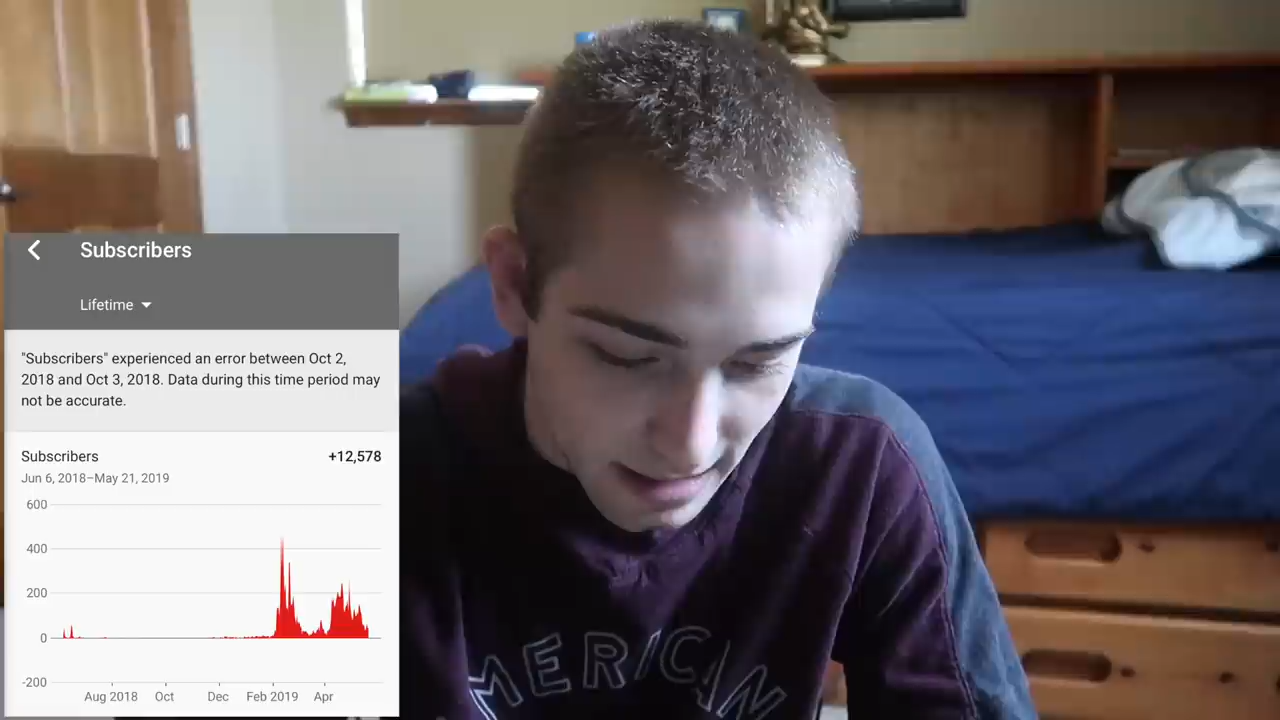 Subscribers
Lifetime
"Subscribers" experienced an error between Oct 2,
2018 and Oct 3, 2018. Data during this time period may
not be accurate.
Subscribers +12,578
Jun 6, 2018–May 21, 2019
600
400
200
0
-200
Aug 2018 Oct Dec Feb 2019 Apr
MERICAN